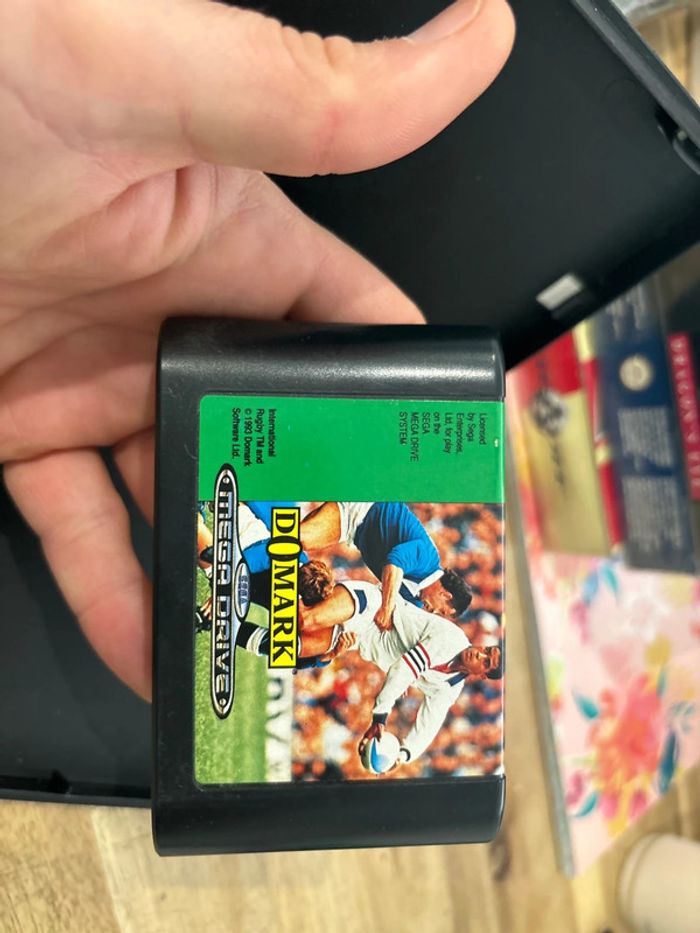 Licensed
by Sega
Enterprises,
Ltd. for play
on the
SEGA
MEGA DRIVE
SYSTEM
International
Rugby TM and
© 1993 Domark
Software Ltd.
DOMARK
SEGA
MEGA DRIVE